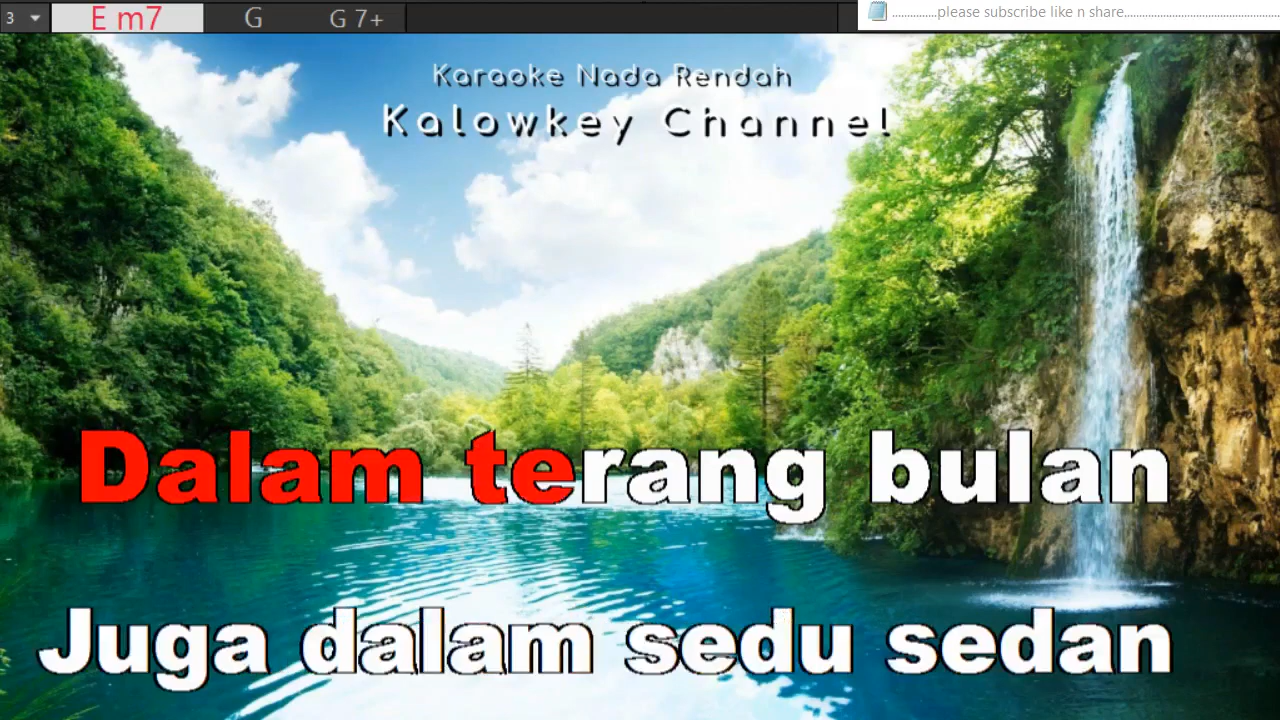 3 E m7 G G 7+
..............please subscribe like n share................................................
Karaoke Nada Rendah
Kalowkey Channel
Dalam terang bulan
Juga dalam sedu sedan